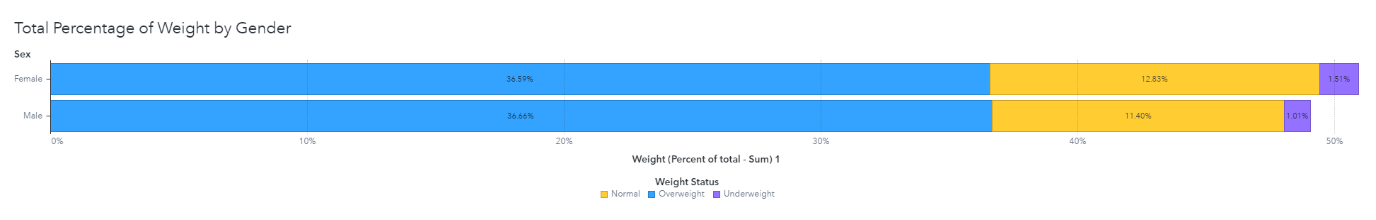 Total Percentage of Weight by Gender
Sex
Female 36.59% 12.83% 1.51%
Male 36.66% 11.40% 1.01%
0% 10% 20% 30% 40% 50%
Weight (Percent of total - Sum) 1
Weight Status
Normal Overweight Underweight